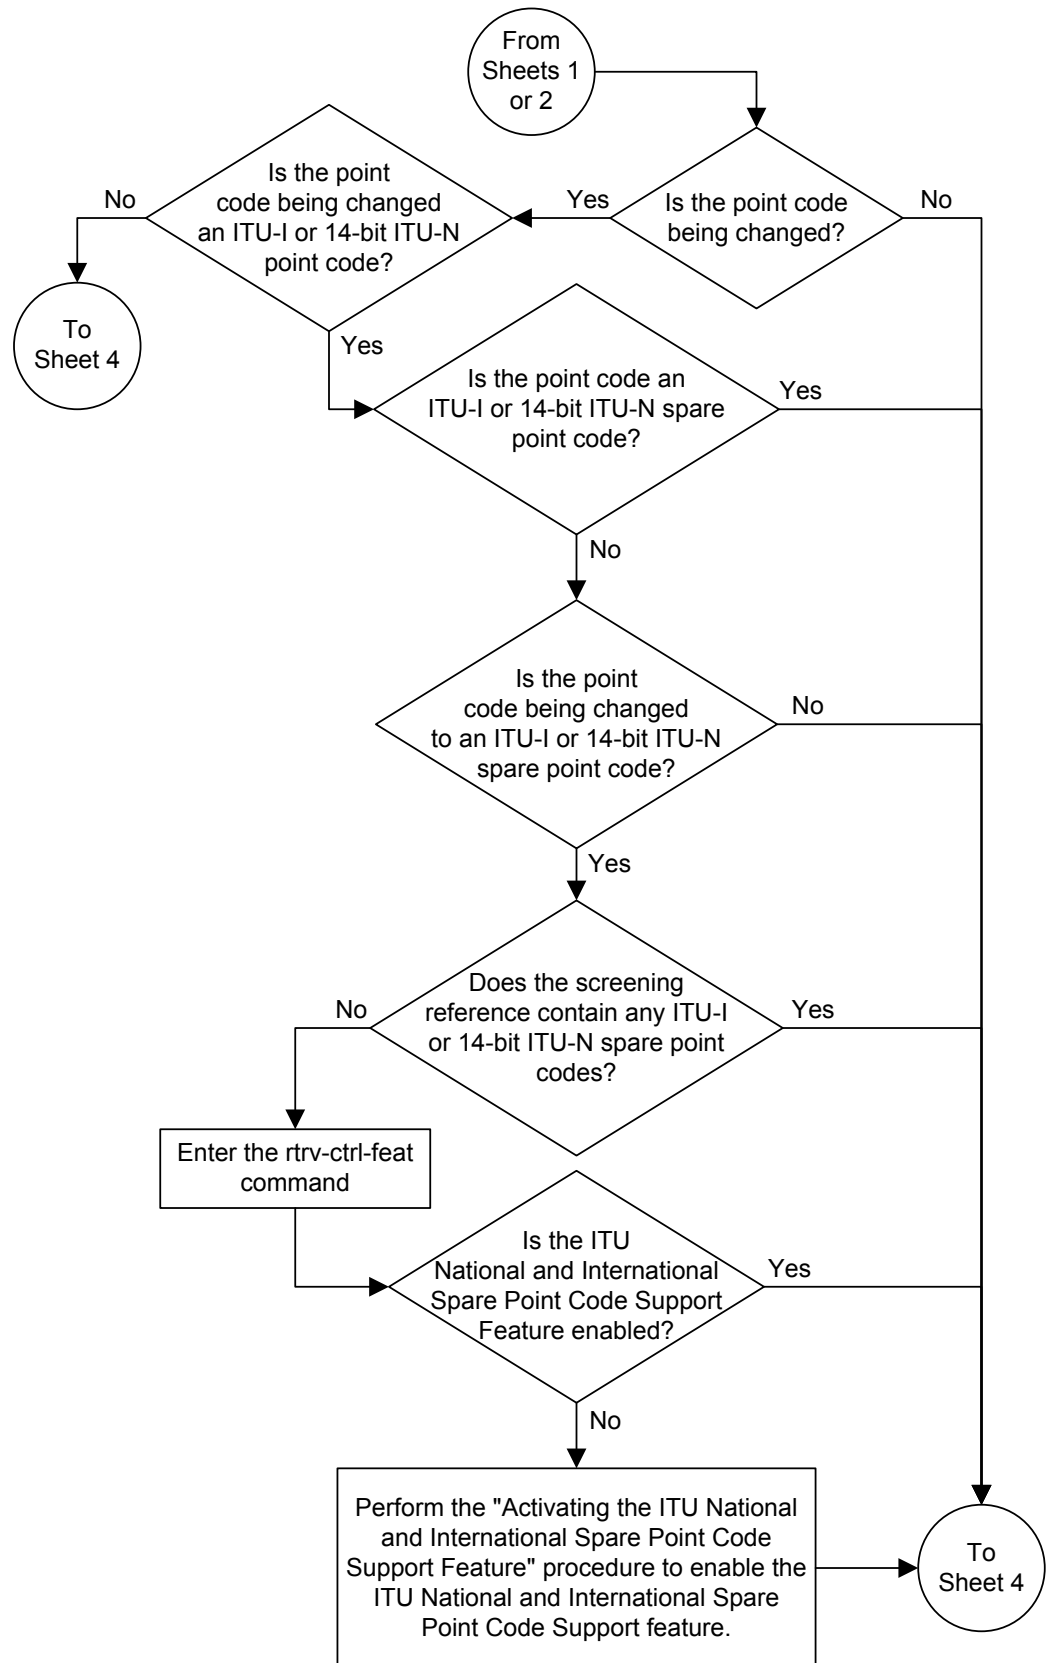 From
Sheets 1
or 2
Is the point code
being changed?
Yes
No
Is the point
code being changed
an ITU-I or 14-bit ITU-N
point code?
No
To
Sheet 4
Yes
Is the point code an
ITU-I or 14-bit ITU-N spare
point code?
Yes
No
Is the point
code being changed
to an ITU-I or 14-bit ITU-N
spare point code?
No
Yes
Does the screening
reference contain any ITU-I
or 14-bit ITU-N spare point
codes?
No
Yes
Enter the rtrv-ctrl-feat
command
Is the ITU
National and International
Spare Point Code Support
Feature enabled?
Yes
No
Perform the "Activating the ITU National
and International Spare Point Code
Support Feature" procedure to enable the
ITU National and International Spare
Point Code Support feature.
To
Sheet 4